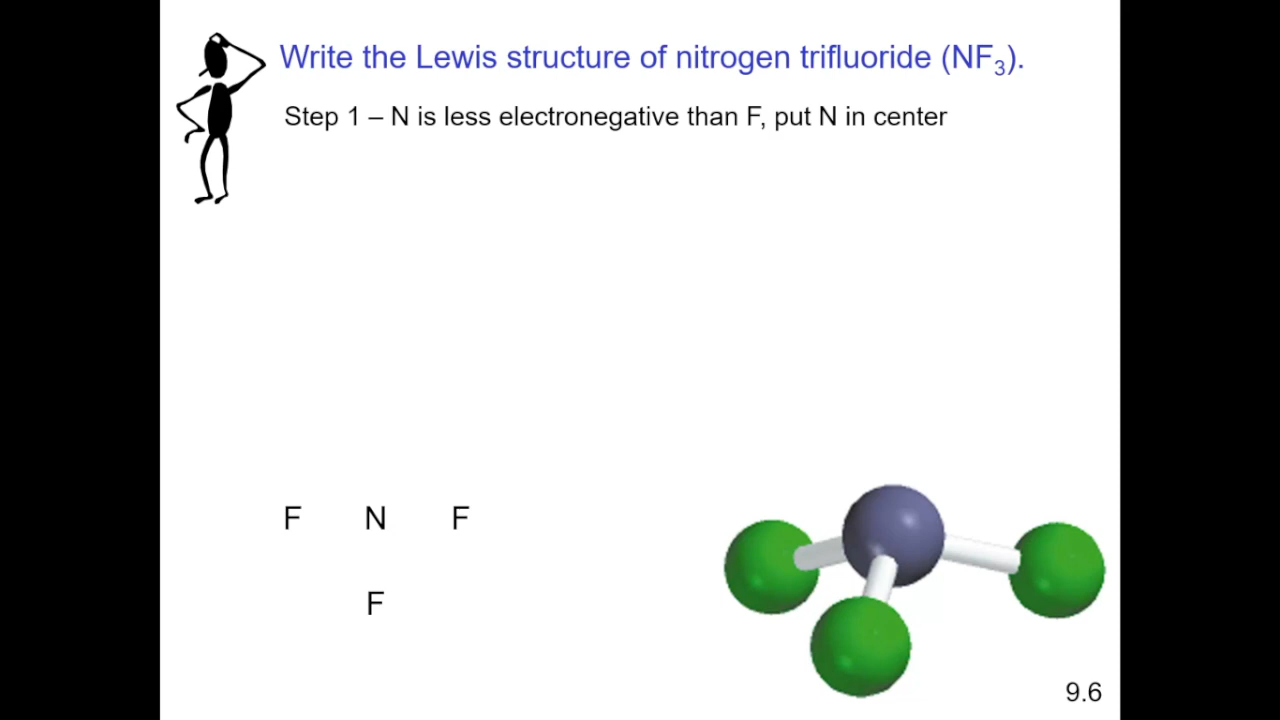 Write the Lewis structure of nitrogen trifluoride (NF₃).
Step 1 – N is less electronegative than F, put N in center
F N F
F
9.6